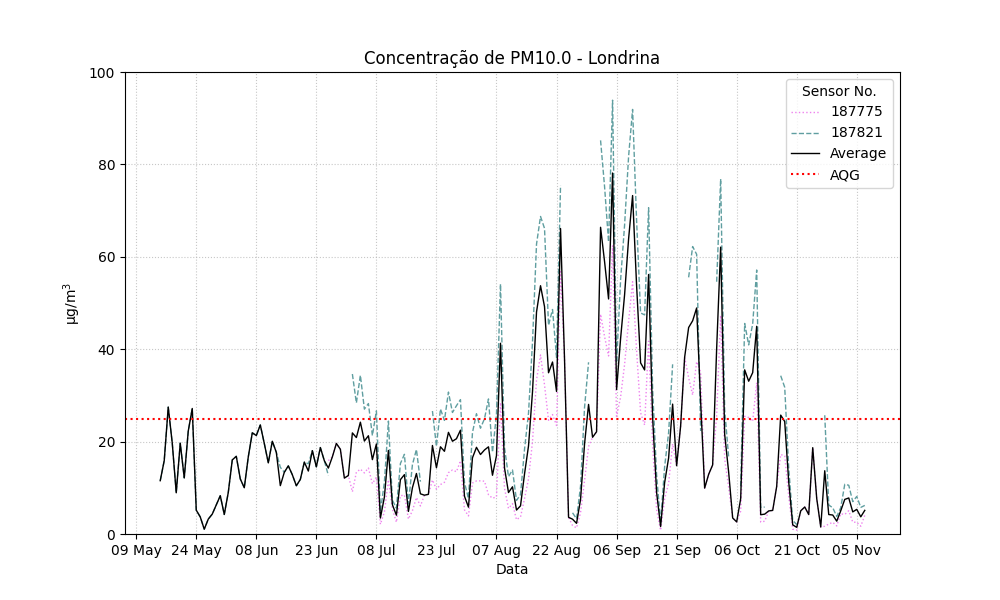 Concentração de PM10.0 - Londrina
Sensor No.
187775
187821
Average
AQG
μg/m³
100
80
60
40
20
0
09 May 24 May 08 Jun 23 Jun 08 Jul 23 Jul 07 Aug 22 Aug 06 Sep 21 Sep 06 Oct 21 Oct 05 Nov
Data